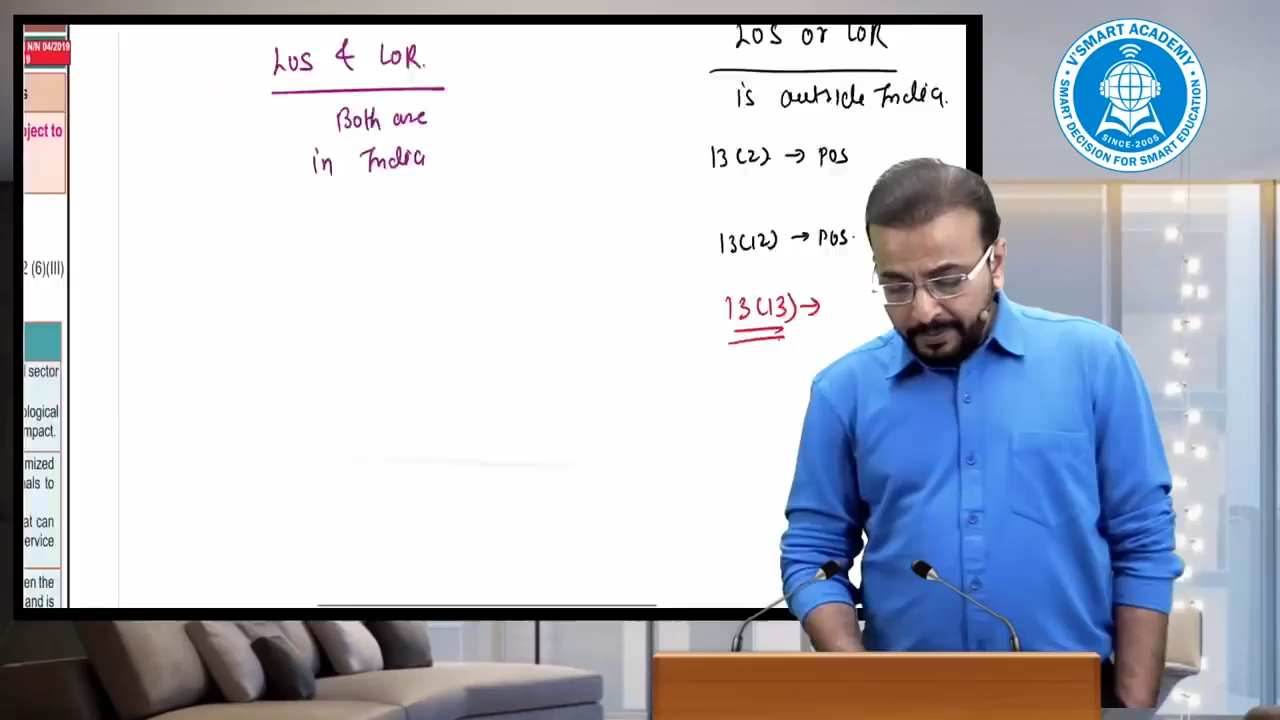 N/N 04/2019
9
ject to
2 (6)(III)
l sector
ological
mpact.
mized
als to
at can
ervice
en the
and is
LOS & LOR.
Both are
in India
LOS or LOR
is outside India.
13(2) → POS
13(12) → POS.
13(13) →
V'SMART ACADEMY
SINCE-2005
SMART DECISION FOR SMART EDUCATION